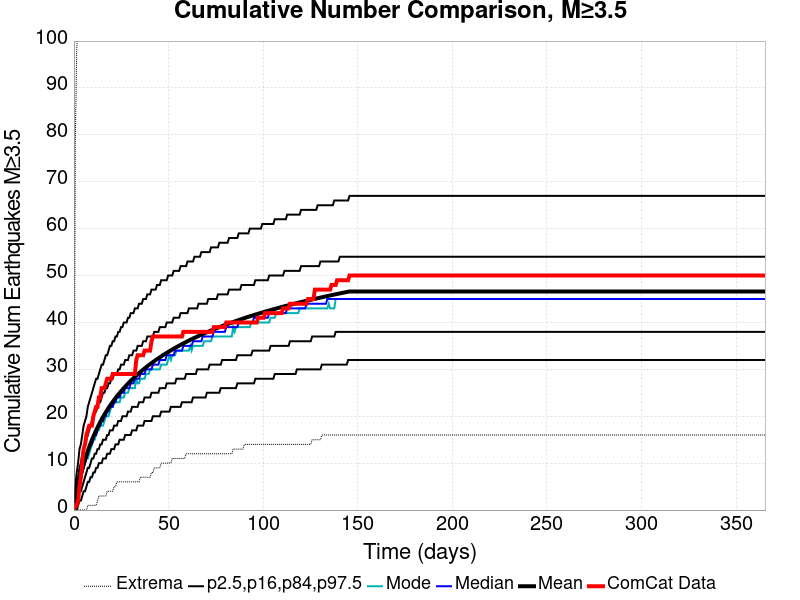 Cumulative Number Comparison, M≥3.5
Cumulative Num Earthquakes M≥3.5
100
90
80
70
60
50
40
30
20
10
0
0 50 100 150 200 250 300 350
Time (days)
Extrema p2.5,p16,p84,p97.5 Mode Median Mean ComCat Data